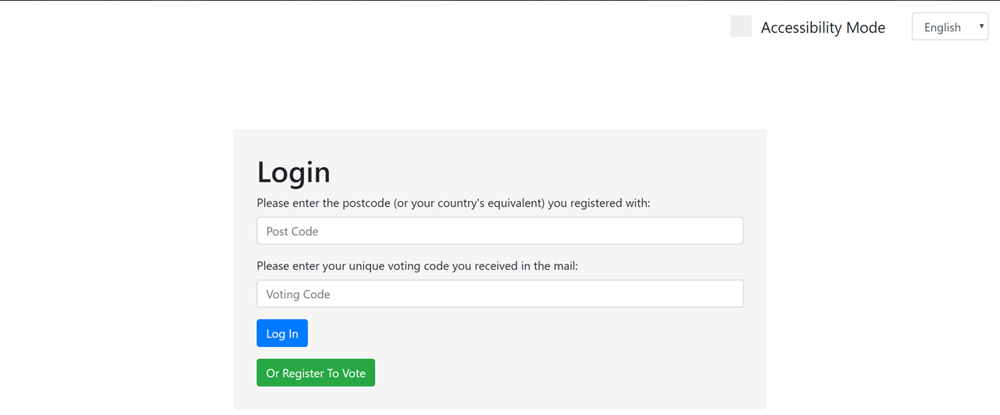 Accessibility Mode
English
Login
Please enter the postcode (or your country's equivalent) you registered with:
Post Code
Please enter your unique voting code you received in the mail:
Voting Code
Log In
Or Register To Vote